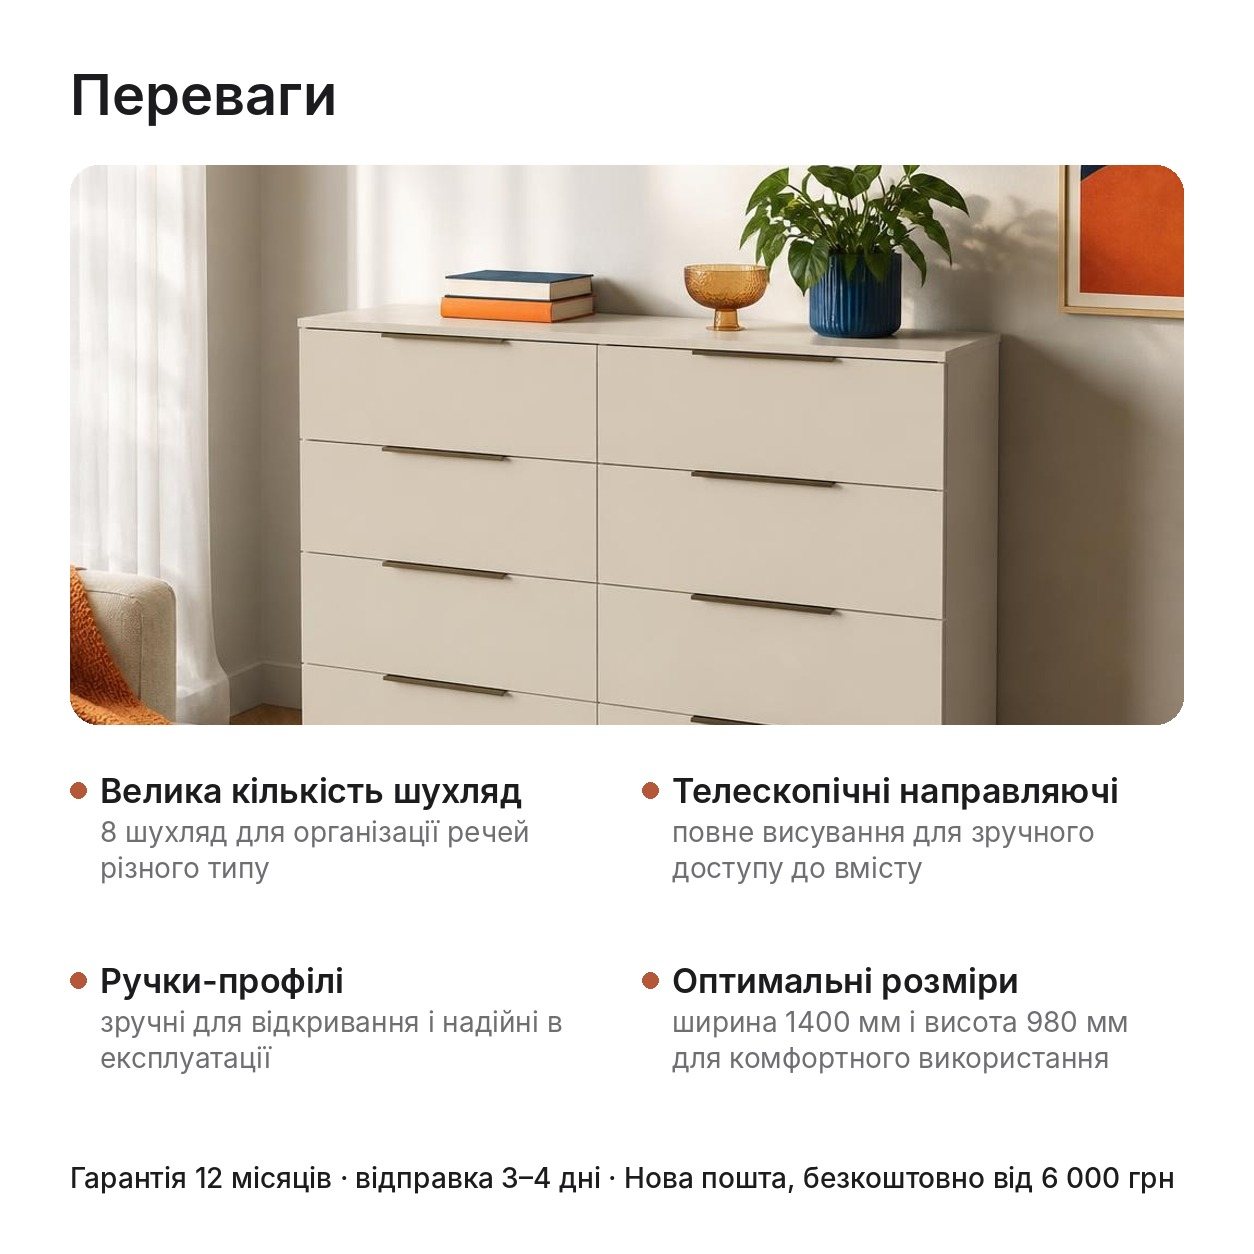 Переваги
Велика кількість шухляд
8 шухляд для організації речей
різного типу
Телескопічні направляючі
повне висування для зручного
доступу до вмісту
Ручки-профілі
зручні для відкривання і надійні в
експлуатації
Оптимальні розміри
ширина 1400 мм і висота 980 мм
для комфортного використання
Гарантія 12 місяців · відправка 3–4 дні · Нова пошта, безкоштовно від 6 000 грн